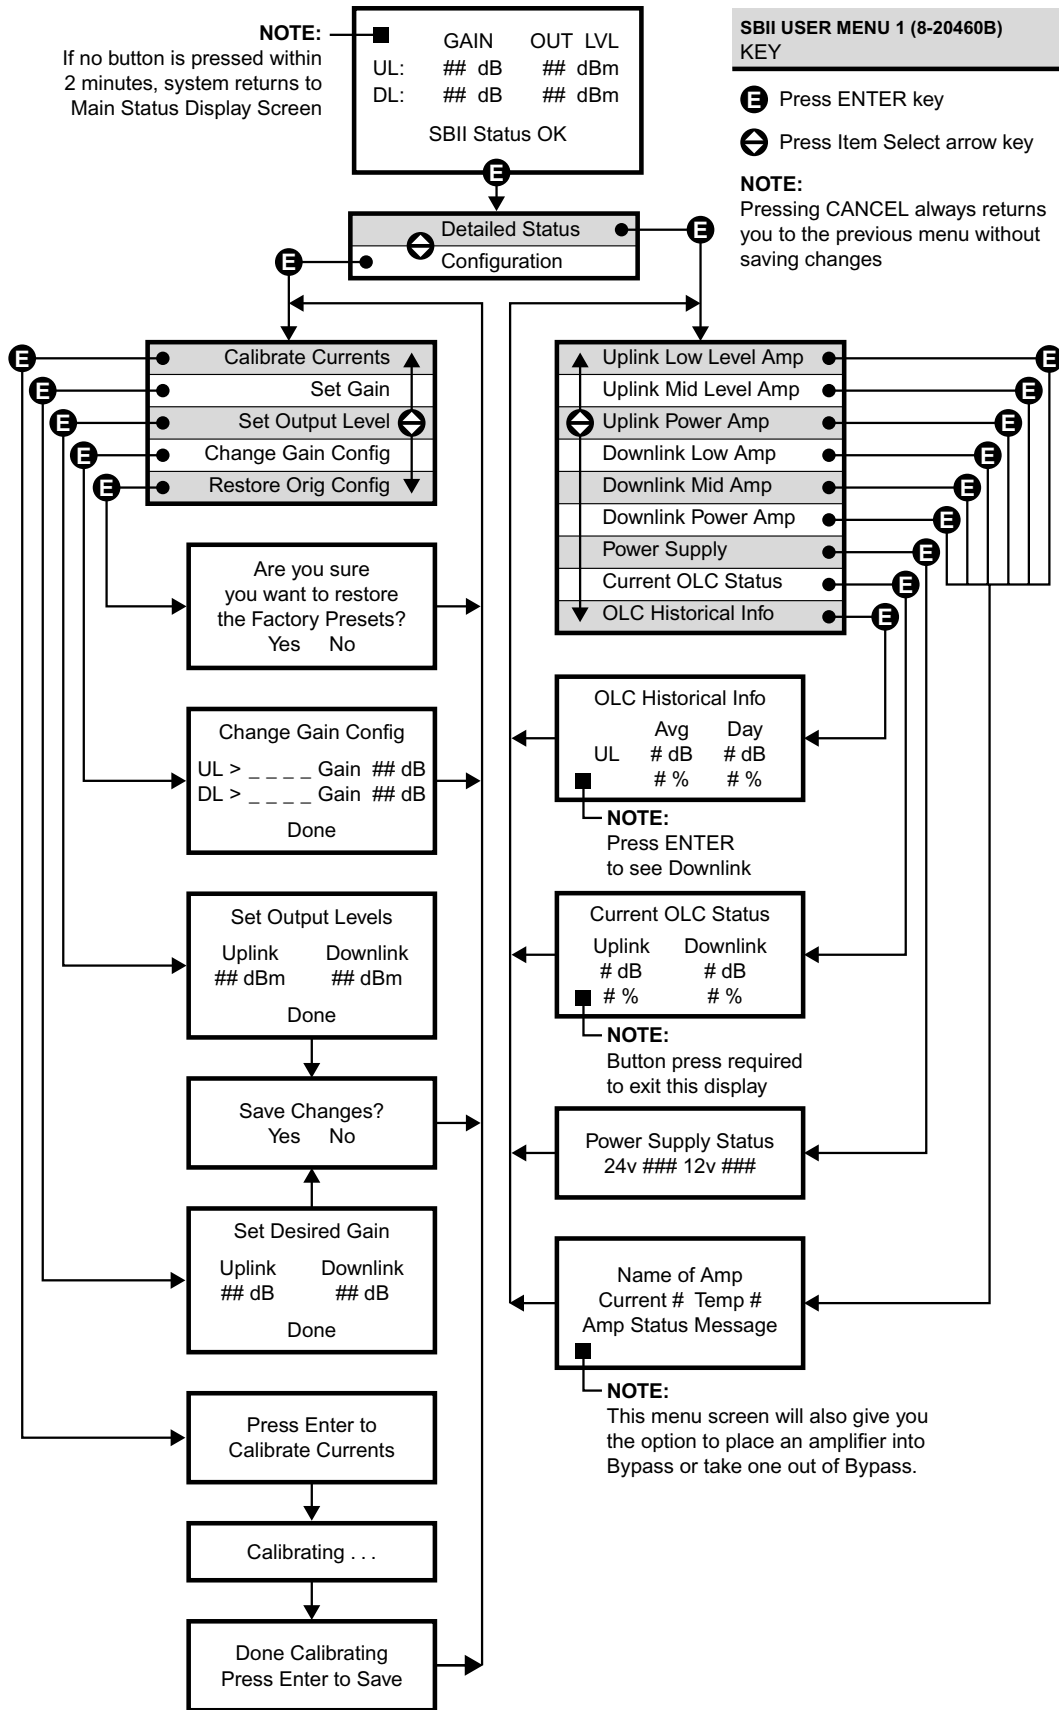 NOTE:
If no button is pressed within
2 minutes, system returns to
Main Status Display Screen
GAIN OUT LVL
UL: ## dB ## dBm
DL: ## dB ## dBm
SBII Status OK
E
SBII USER MENU 1 (8-20460B)
KEY
E Press ENTER key
Press Item Select arrow key
NOTE:
Pressing CANCEL always returns
you to the previous menu without
saving changes
Detailed Status E
E Configuration
E Calibrate Currents
E Set Gain
E Set Output Level
E Change Gain Config
E Restore Orig Config
Uplink Low Level Amp E
Uplink Mid Level Amp E
Uplink Power Amp E
Downlink Low Amp E
Downlink Mid Amp E
Downlink Power Amp E
Power Supply E
Current OLC Status E
OLC Historical Info E
Are you sure
you want to restore
the Factory Presets?
Yes No
Change Gain Config
UL > _ _ _ _ Gain ## dB
DL > _ _ _ _ Gain ## dB
Done
Set Output Levels
Uplink Downlink
## dBm ## dBm
Done
Save Changes?
Yes No
Set Desired Gain
Uplink Downlink
## dB ## dB
Done
Press Enter to
Calibrate Currents
Calibrating . . .
Done Calibrating
Press Enter to Save
OLC Historical Info
Avg Day
UL # dB # dB
# % # %
NOTE:
Press ENTER
to see Downlink
Current OLC Status
Uplink Downlink
# dB # dB
# % # %
NOTE:
Button press required
to exit this display
Power Supply Status
24v ### 12v ###
Name of Amp
Current # Temp #
Amp Status Message
NOTE:
This menu screen will also give you
the option to place an amplifier into
Bypass or take one out of Bypass.